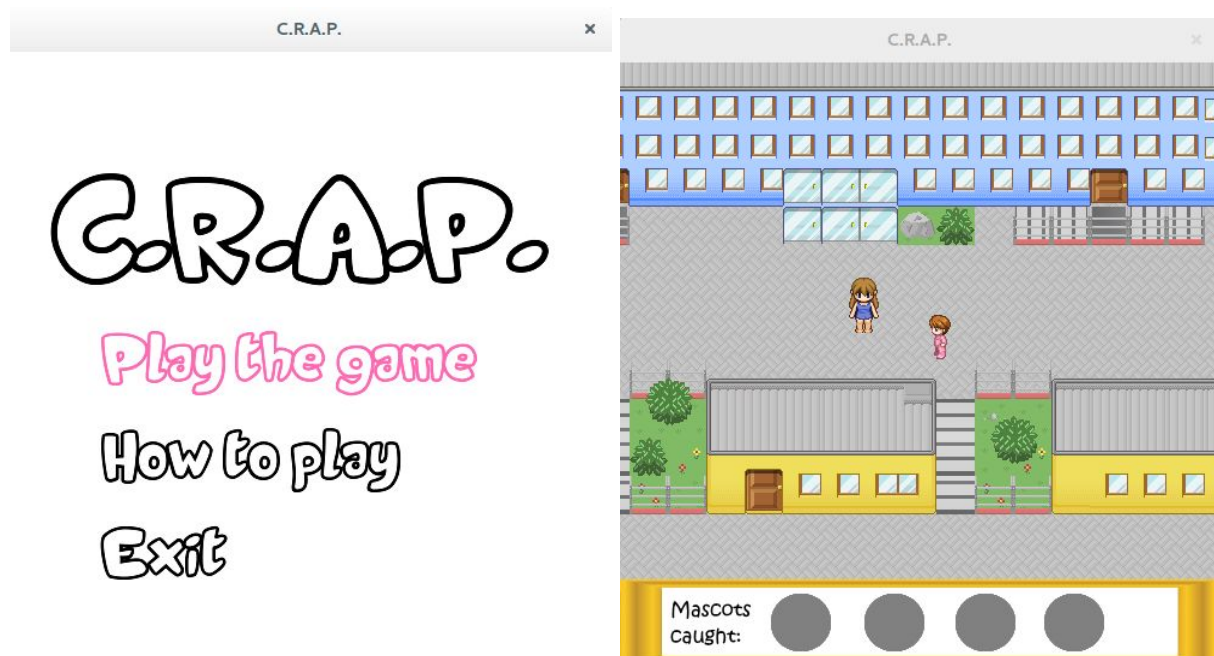 C.R.A.P.
C.R.A.P.
Play the game
How to play
Exit
C.R.A.P.
Mascots
caught: